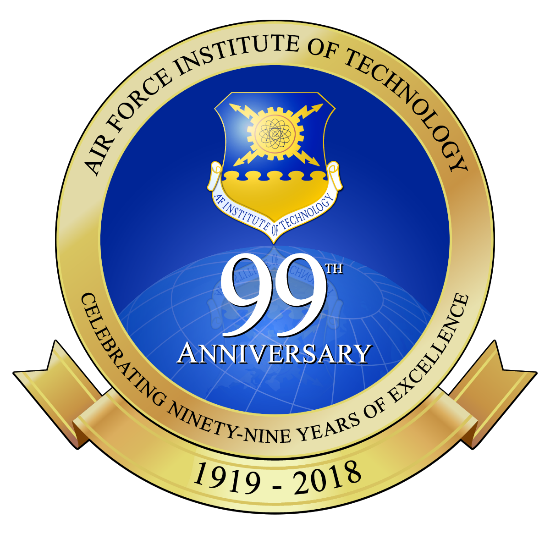 AIR FORCE INSTITUTE OF TECHNOLOGY
AF INSTITUTE OF TECHNOLOGY
99TH
ANNIVERSARY
CELEBRATING NINETY-NINE YEARS OF EXCELLENCE
1919 - 2018